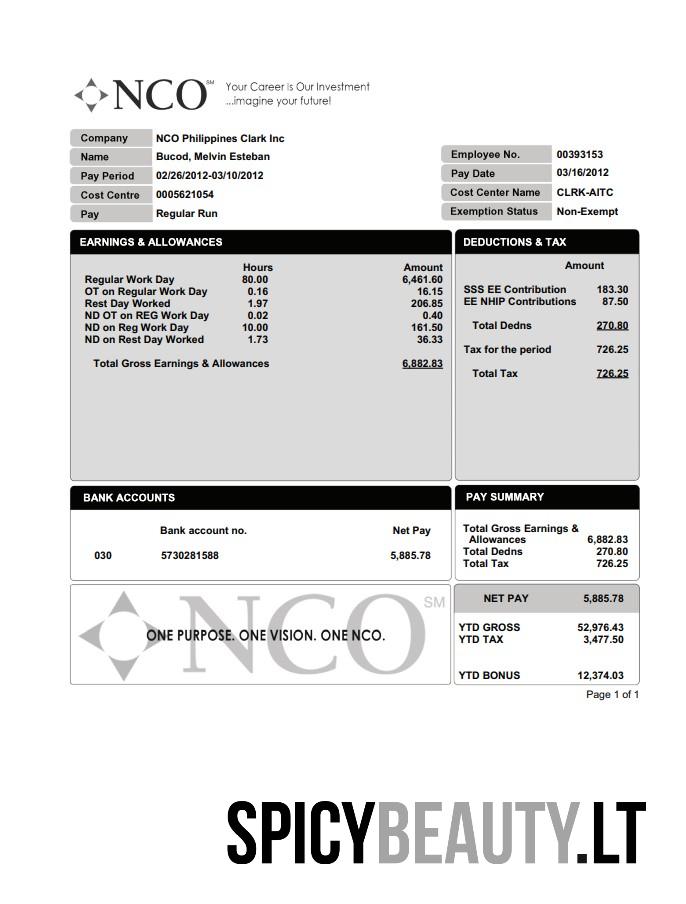 NCO SM
Your Career Is Our Investment
...imagine your future!
Company NCO Philippines Clark Inc
Name Bucod, Melvin Esteban
Pay Period 02/26/2012-03/10/2012
Cost Centre 0005621054
Pay Regular Run
Employee No. 00393153
Pay Date 03/16/2012
Cost Center Name CLRK-AITC
Exemption Status Non-Exempt
EARNINGS & ALLOWANCES
Hours Amount
Regular Work Day 80.00 6,461.60
OT on Regular Work Day 0.16 16.15
Rest Day Worked 1.97 206.85
ND OT on REG Work Day 0.02 0.40
ND on Reg Work Day 10.00 161.50
ND on Rest Day Worked 1.73 36.33
Total Gross Earnings & Allowances 6,882.83
DEDUCTIONS & TAX
Amount
SSS EE Contribution 183.30
EE NHIP Contributions 87.50
Total Dedns 270.80
Tax for the period 726.25
Total Tax 726.25
BANK ACCOUNTS
Bank account no. Net Pay
030 5730281588 5,885.78
PAY SUMMARY
Total Gross Earnings &
Allowances 6,882.83
Total Dedns 270.80
Total Tax 726.25
NCO SM
ONE PURPOSE. ONE VISION. ONE NCO.
NET PAY 5,885.78
YTD GROSS 52,976.43
YTD TAX 3,477.50
YTD BONUS 12,374.03
Page 1 of 1
SPICYBEAUTY.LT